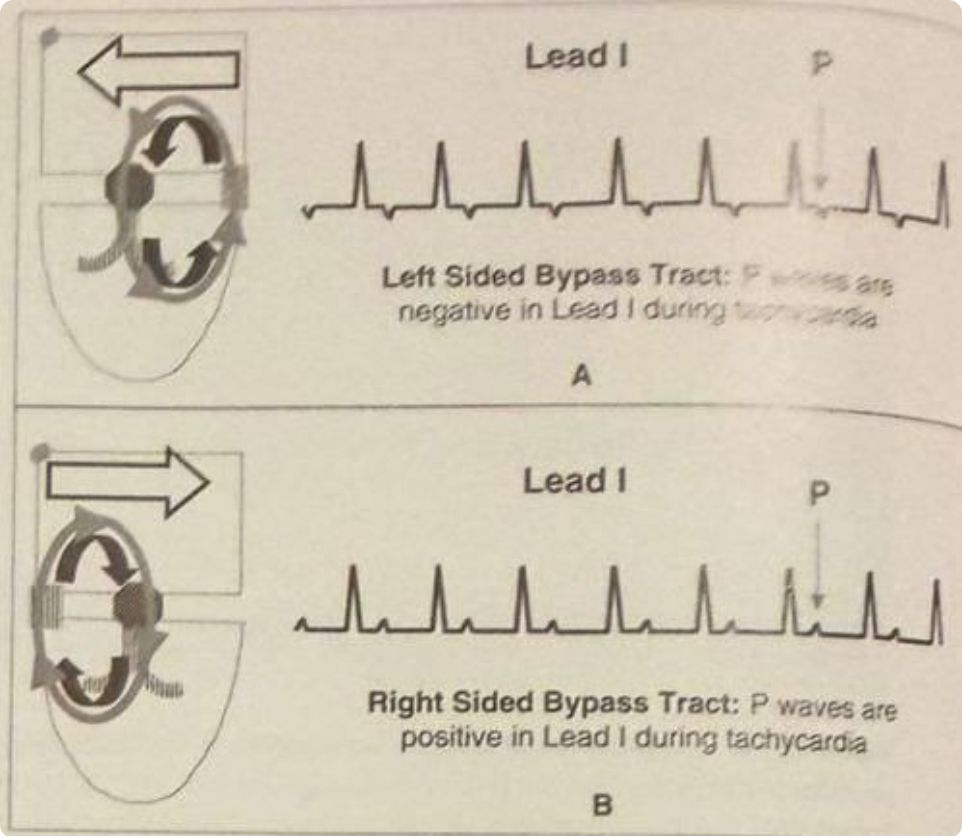 Lead I
P
Left Sided Bypass Tract: P waves are
negative in Lead I during tachycardia
A
Lead I
P
Right Sided Bypass Tract: P waves are
positive in Lead I during tachycardia
B